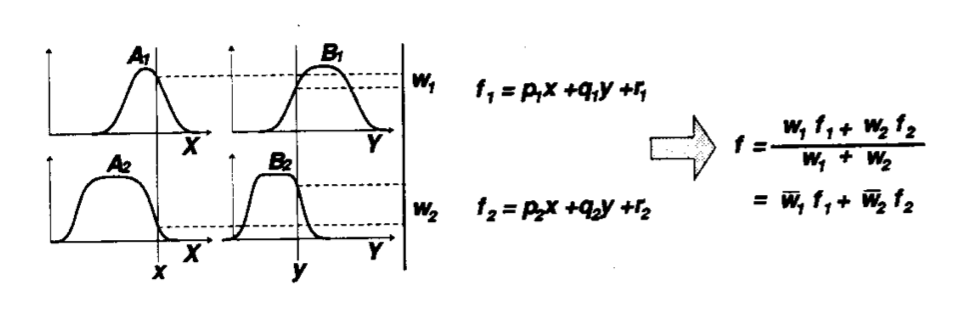 A₁ B₁
w₁
f₁ = p₁x +q₁y +r₁
X Y
A₂ B₂
w₂
f₂ = p₂x +q₂y +r₂
X Y
x y
f = w₁ f₁ + w₂ f₂ / w₁ + w₂
= w̅₁ f₁ + w̅₂ f₂